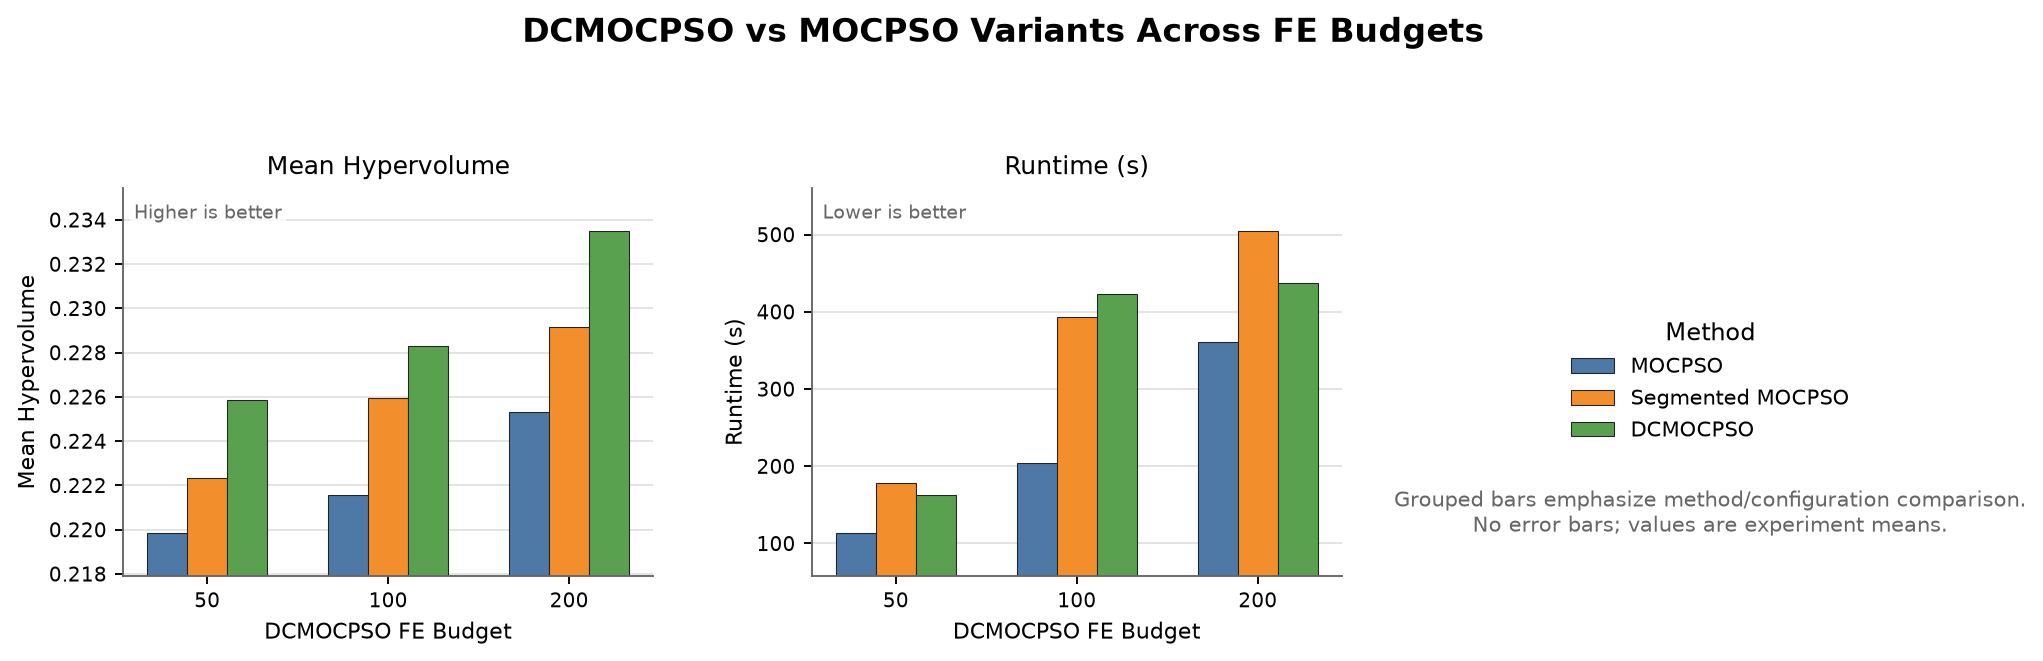 DCMOCPSO vs MOCPSO Variants Across FE Budgets
Mean Hypervolume
Higher is better
Mean Hypervolume
0.234
0.232
0.230
0.228
0.226
0.224
0.222
0.220
0.218
50
100
200
DCMOCPSO FE Budget
Runtime (s)
Lower is better
Runtime (s)
500
400
300
200
100
50
100
200
DCMOCPSO FE Budget
Method
MOCPSO
Segmented MOCPSO
DCMOCPSO
Grouped bars emphasize method/configuration comparison.
No error bars; values are experiment means.